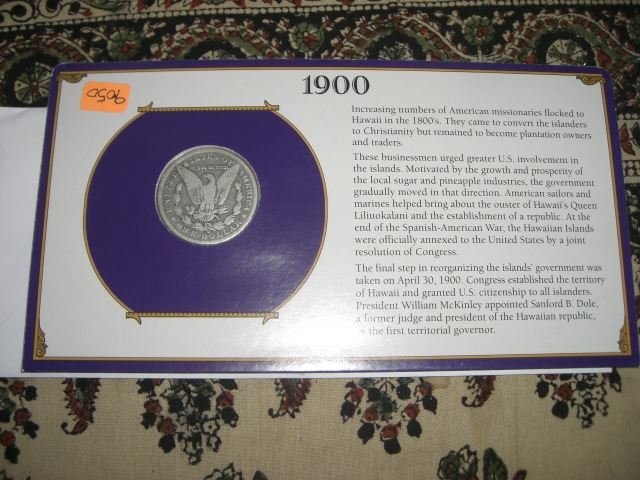 1900
9050
Increasing numbers of American missionaries flocked to
Hawaii in the 1800's. They came to convert the islanders
to Christianity but remained to become plantation owners
and traders.
These businessmen urged greater U.S. involvement in
the islands. Motivated by the growth and prosperity of
the local sugar and pineapple industries, the government
gradually moved in that direction. American sailors and
marines helped bring about the ouster of Hawaii's Queen
Liliuokalani and the establishment of a republic. At the
end of the Spanish-American War, the Hawaiian Islands
were officially annexed to the United States by a joint
resolution of Congress.
The final step in reorganizing the islands' government was
taken on April 30, 1900. Congress established the territory
of Hawaii and granted U.S. citizenship to all islanders.
President William McKinley appointed Sanford B. Dole,
a former judge and president of the Hawaiian republic,
as the first territorial governor.
UNITED STATES OF AMERICA
ONE DOLLAR